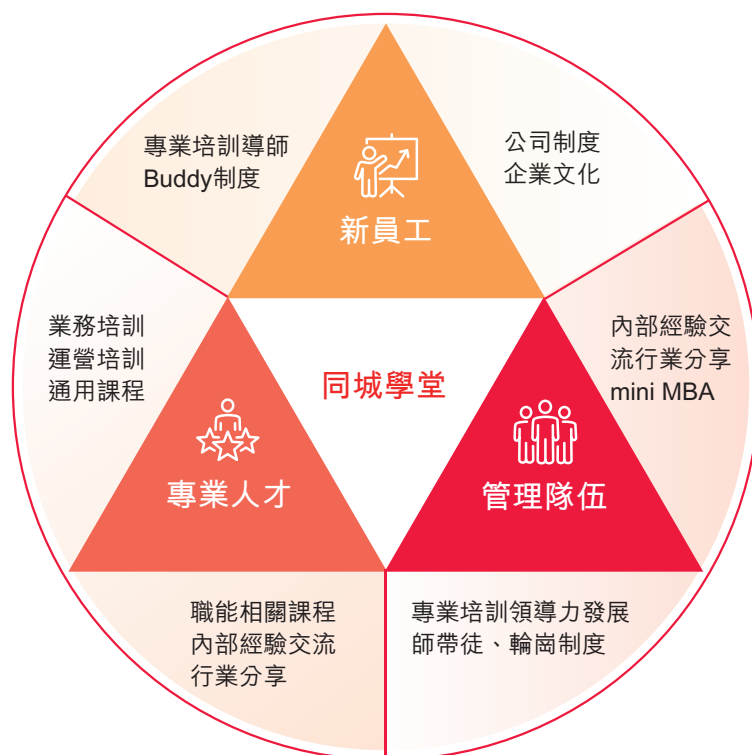 專業培訓導師
Buddy制度
公司制度
企業文化
新員工
業務培訓
運營培訓
通用課程
內部經驗交
流行業分享
mini MBA
同城學堂
專業人才
管理隊伍
職能相關課程
內部經驗交流
行業分享
專業培訓領導力發展
師帶徒、輪崗制度